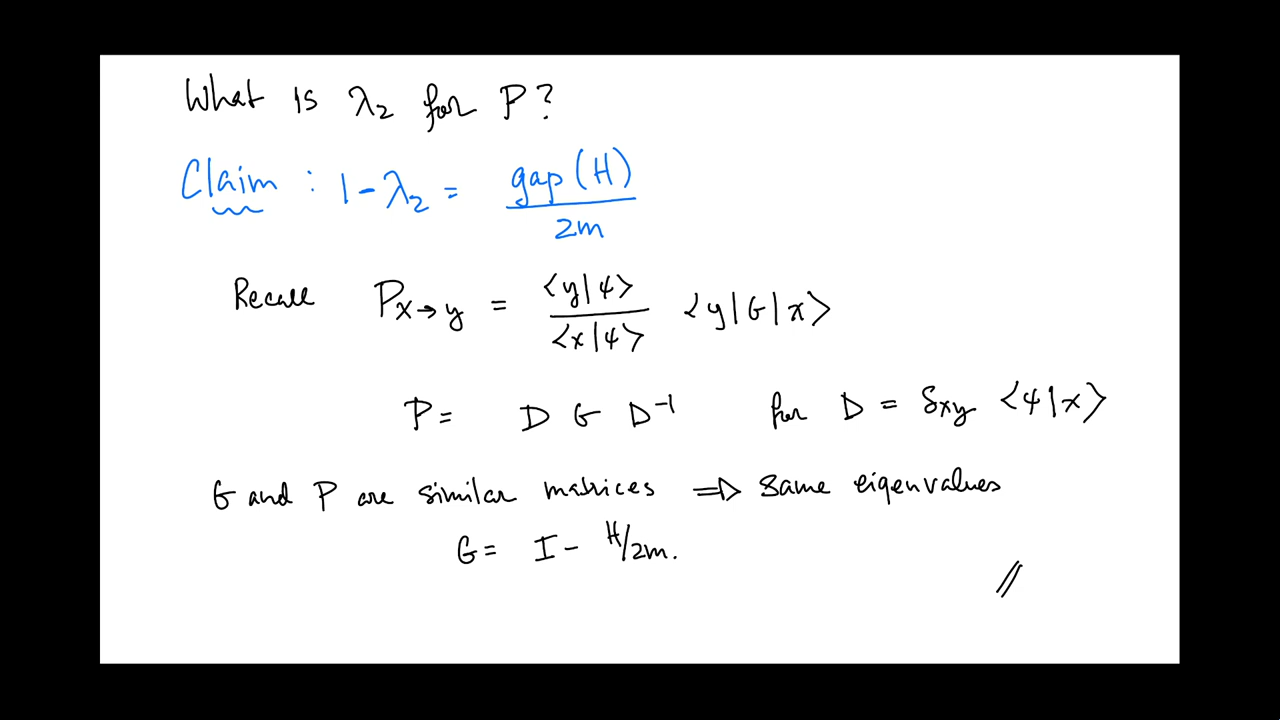 What is λ₂ for P?
Claim : 1 - λ₂ = gap(H) / 2m
Recall P_{x→y} = <y|ψ> / <x|ψ> <y|G|x>
P = D G D⁻¹ for D = δ_{xy} <ψ|x>
G and P are similar matrices ⇒ same eigenvalues
G = I - H/2m.
//